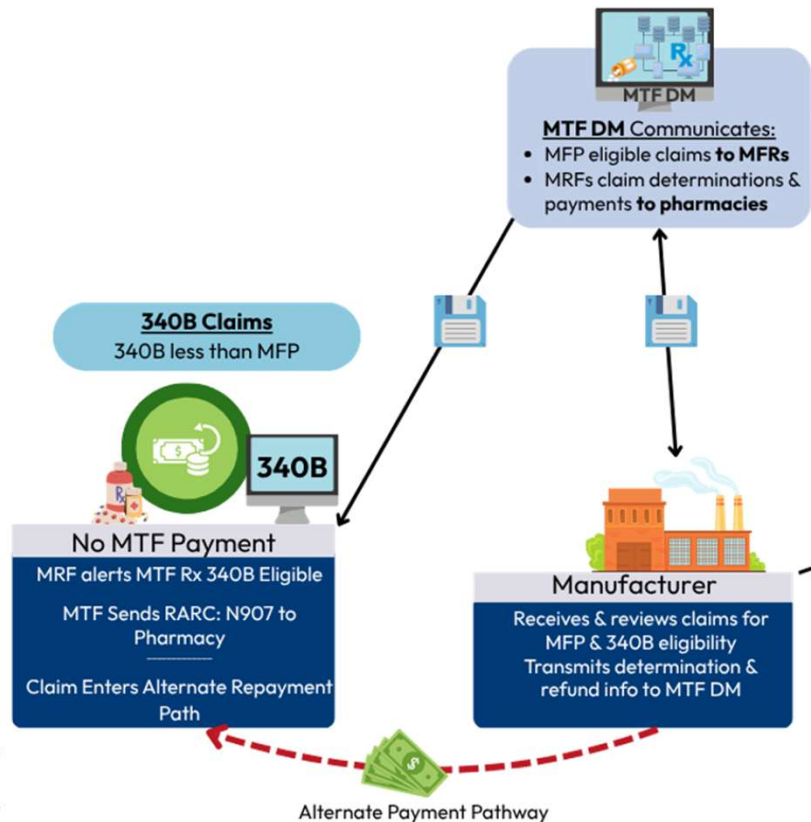 Rx
MTF DM
MTF DM Communicates:
• MFP eligible claims to MFRs
• MRFs claim determinations &
payments to pharmacies
340B Claims
340B less than MFP
Rx
340B
No MTF Payment
MRF alerts MTF Rx 340B Eligible
MTF Sends RARC: N907 to
Pharmacy
Claim Enters Alternate Repayment
Path
Manufacturer
Receives & reviews claims for
MFP & 340B eligibility
Transmits determination &
refund info to MTF DM
Alternate Payment Pathway